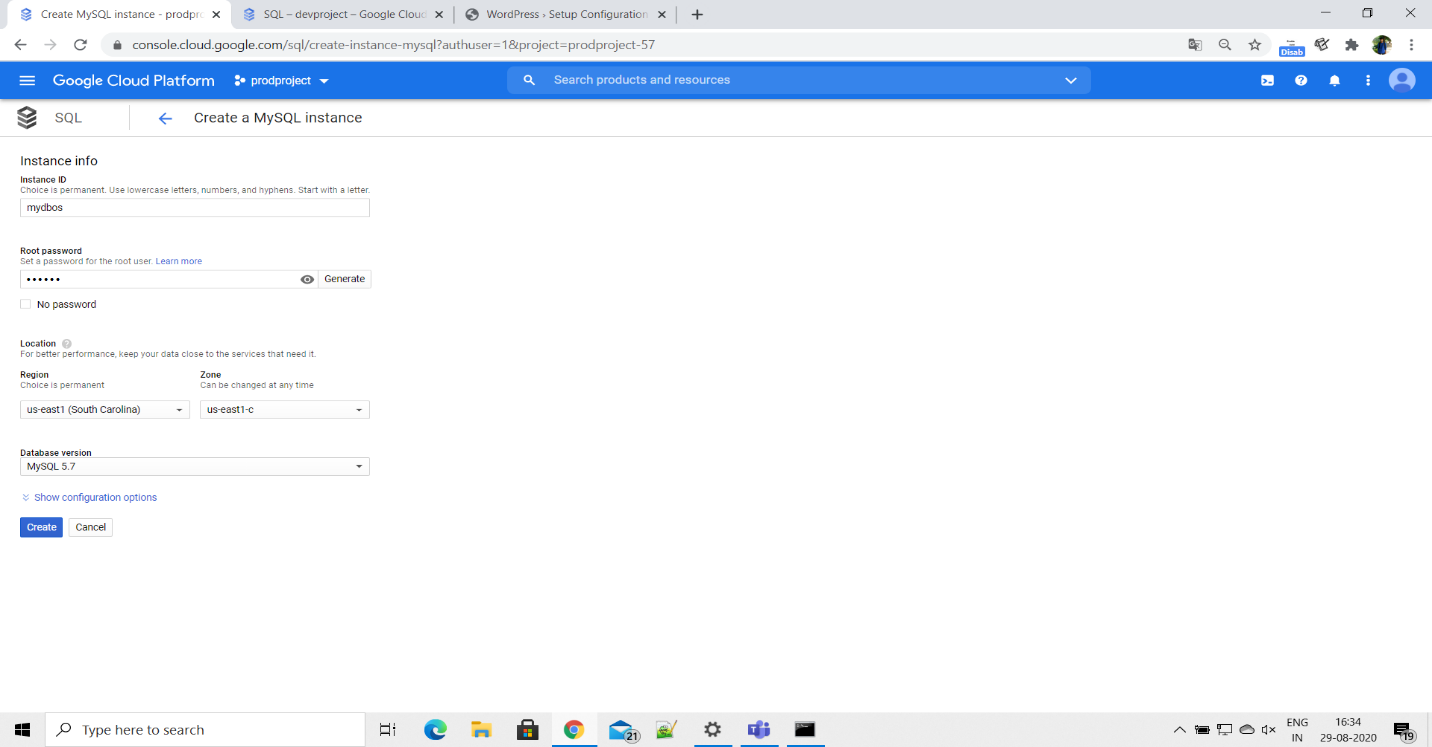 Create MySQL instance - prodpro
SQL – devproject – Google Cloud
WordPress › Setup Configuration
console.cloud.google.com/sql/create-instance-mysql?authuser=1&project=prodproject-57
Disab
Google Cloud Platform
prodproject
Search products and resources
SQL
Create a MySQL instance
Instance info
Instance ID
Choice is permanent. Use lowercase letters, numbers, and hyphens. Start with a letter.
mydbos
Root password
Set a password for the root user. Learn more
••••••
Generate
No password
Location
For better performance, keep your data close to the services that need it.
Region
Zone
Choice is permanent
Can be changed at any time
us-east1 (South Carolina)
us-east1-c
Database version
MySQL 5.7
Show configuration options
Create
Cancel
Type here to search
21
ENG
IN
16:34
29-08-2020
19